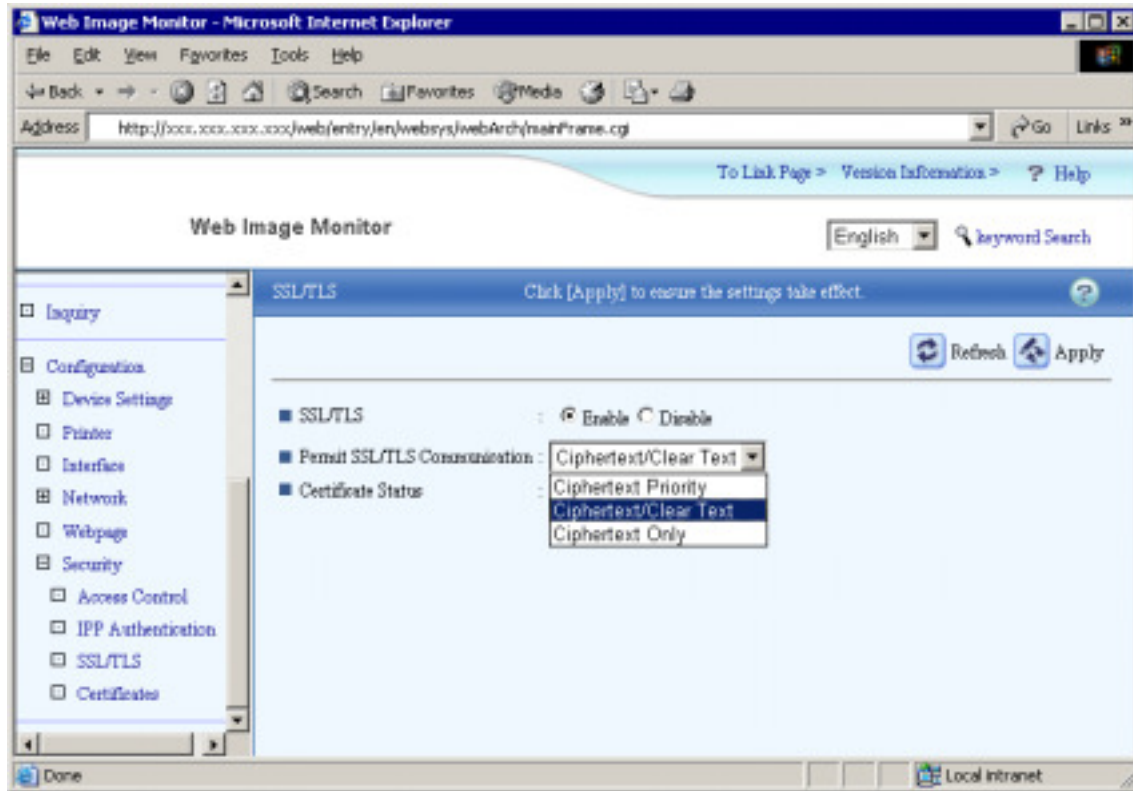 Web Image Monitor - Microsoft Internet Explorer
File Edit View Favorites Tools Help
Back Search Favorites Media
Address http://xxx.xxx.xxx.xxx/web/entry/en/websys/webArch/mainFrame.cgi Go Links »
To Link Page > Version Information > ? Help
Web Image Monitor
English keyword Search
SSL/TLS Click [Apply] to ensure the settings take effect. ?
Refresh Apply
Inquiry
Configuration
Device Settings
Printer
Interface
Network
Webpage
Security
Access Control
IPP Authentication
SSL/TLS
Certificates
SSL/TLS : Enable Disable
Permit SSL/TLS Communication : Ciphertext/Clear Text
Certificate Status :
Ciphertext Priority
Ciphertext/Clear Text
Ciphertext Only
Done Local intranet